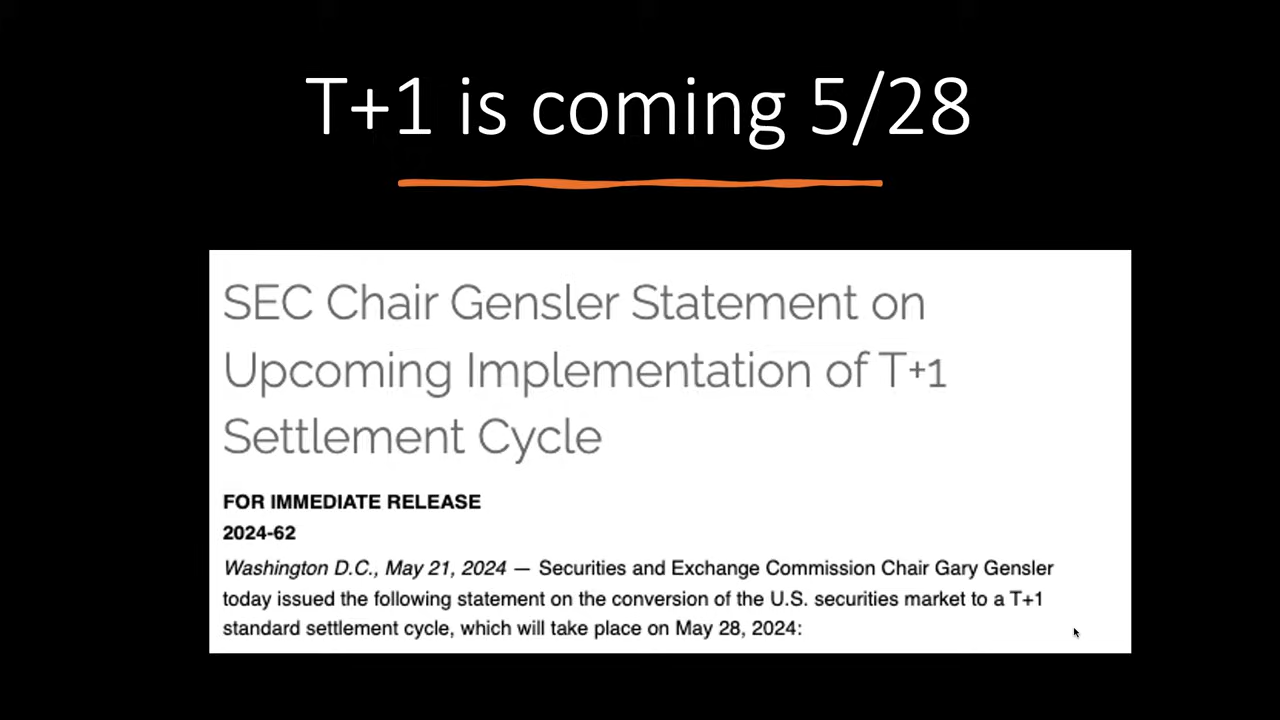 T+1 is coming 5/28
SEC Chair Gensler Statement on
Upcoming Implementation of T+1
Settlement Cycle
FOR IMMEDIATE RELEASE
2024-62
Washington D.C., May 21, 2024 — Securities and Exchange Commission Chair Gary Gensler
today issued the following statement on the conversion of the U.S. securities market to a T+1
standard settlement cycle, which will take place on May 28, 2024: